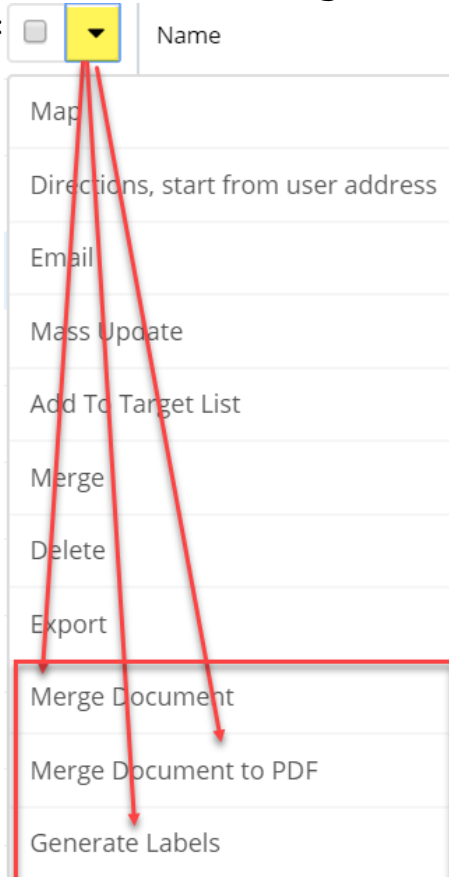 Name
Map
Directions, start from user address
Email
Mass Update
Add To Target List
Merge
Delete
Export
Merge Document
Merge Document to PDF
Generate Labels